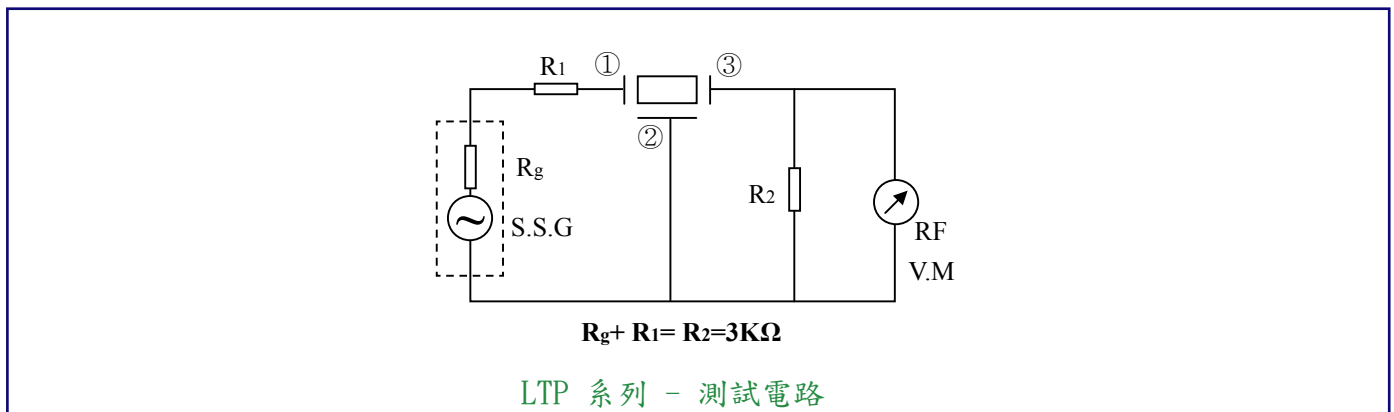 R1
①
③
②
Rg
S.S.G
R2
RF
V.M
Rg+ R1= R2=3KΩ
LTP 系列 - 測試電路